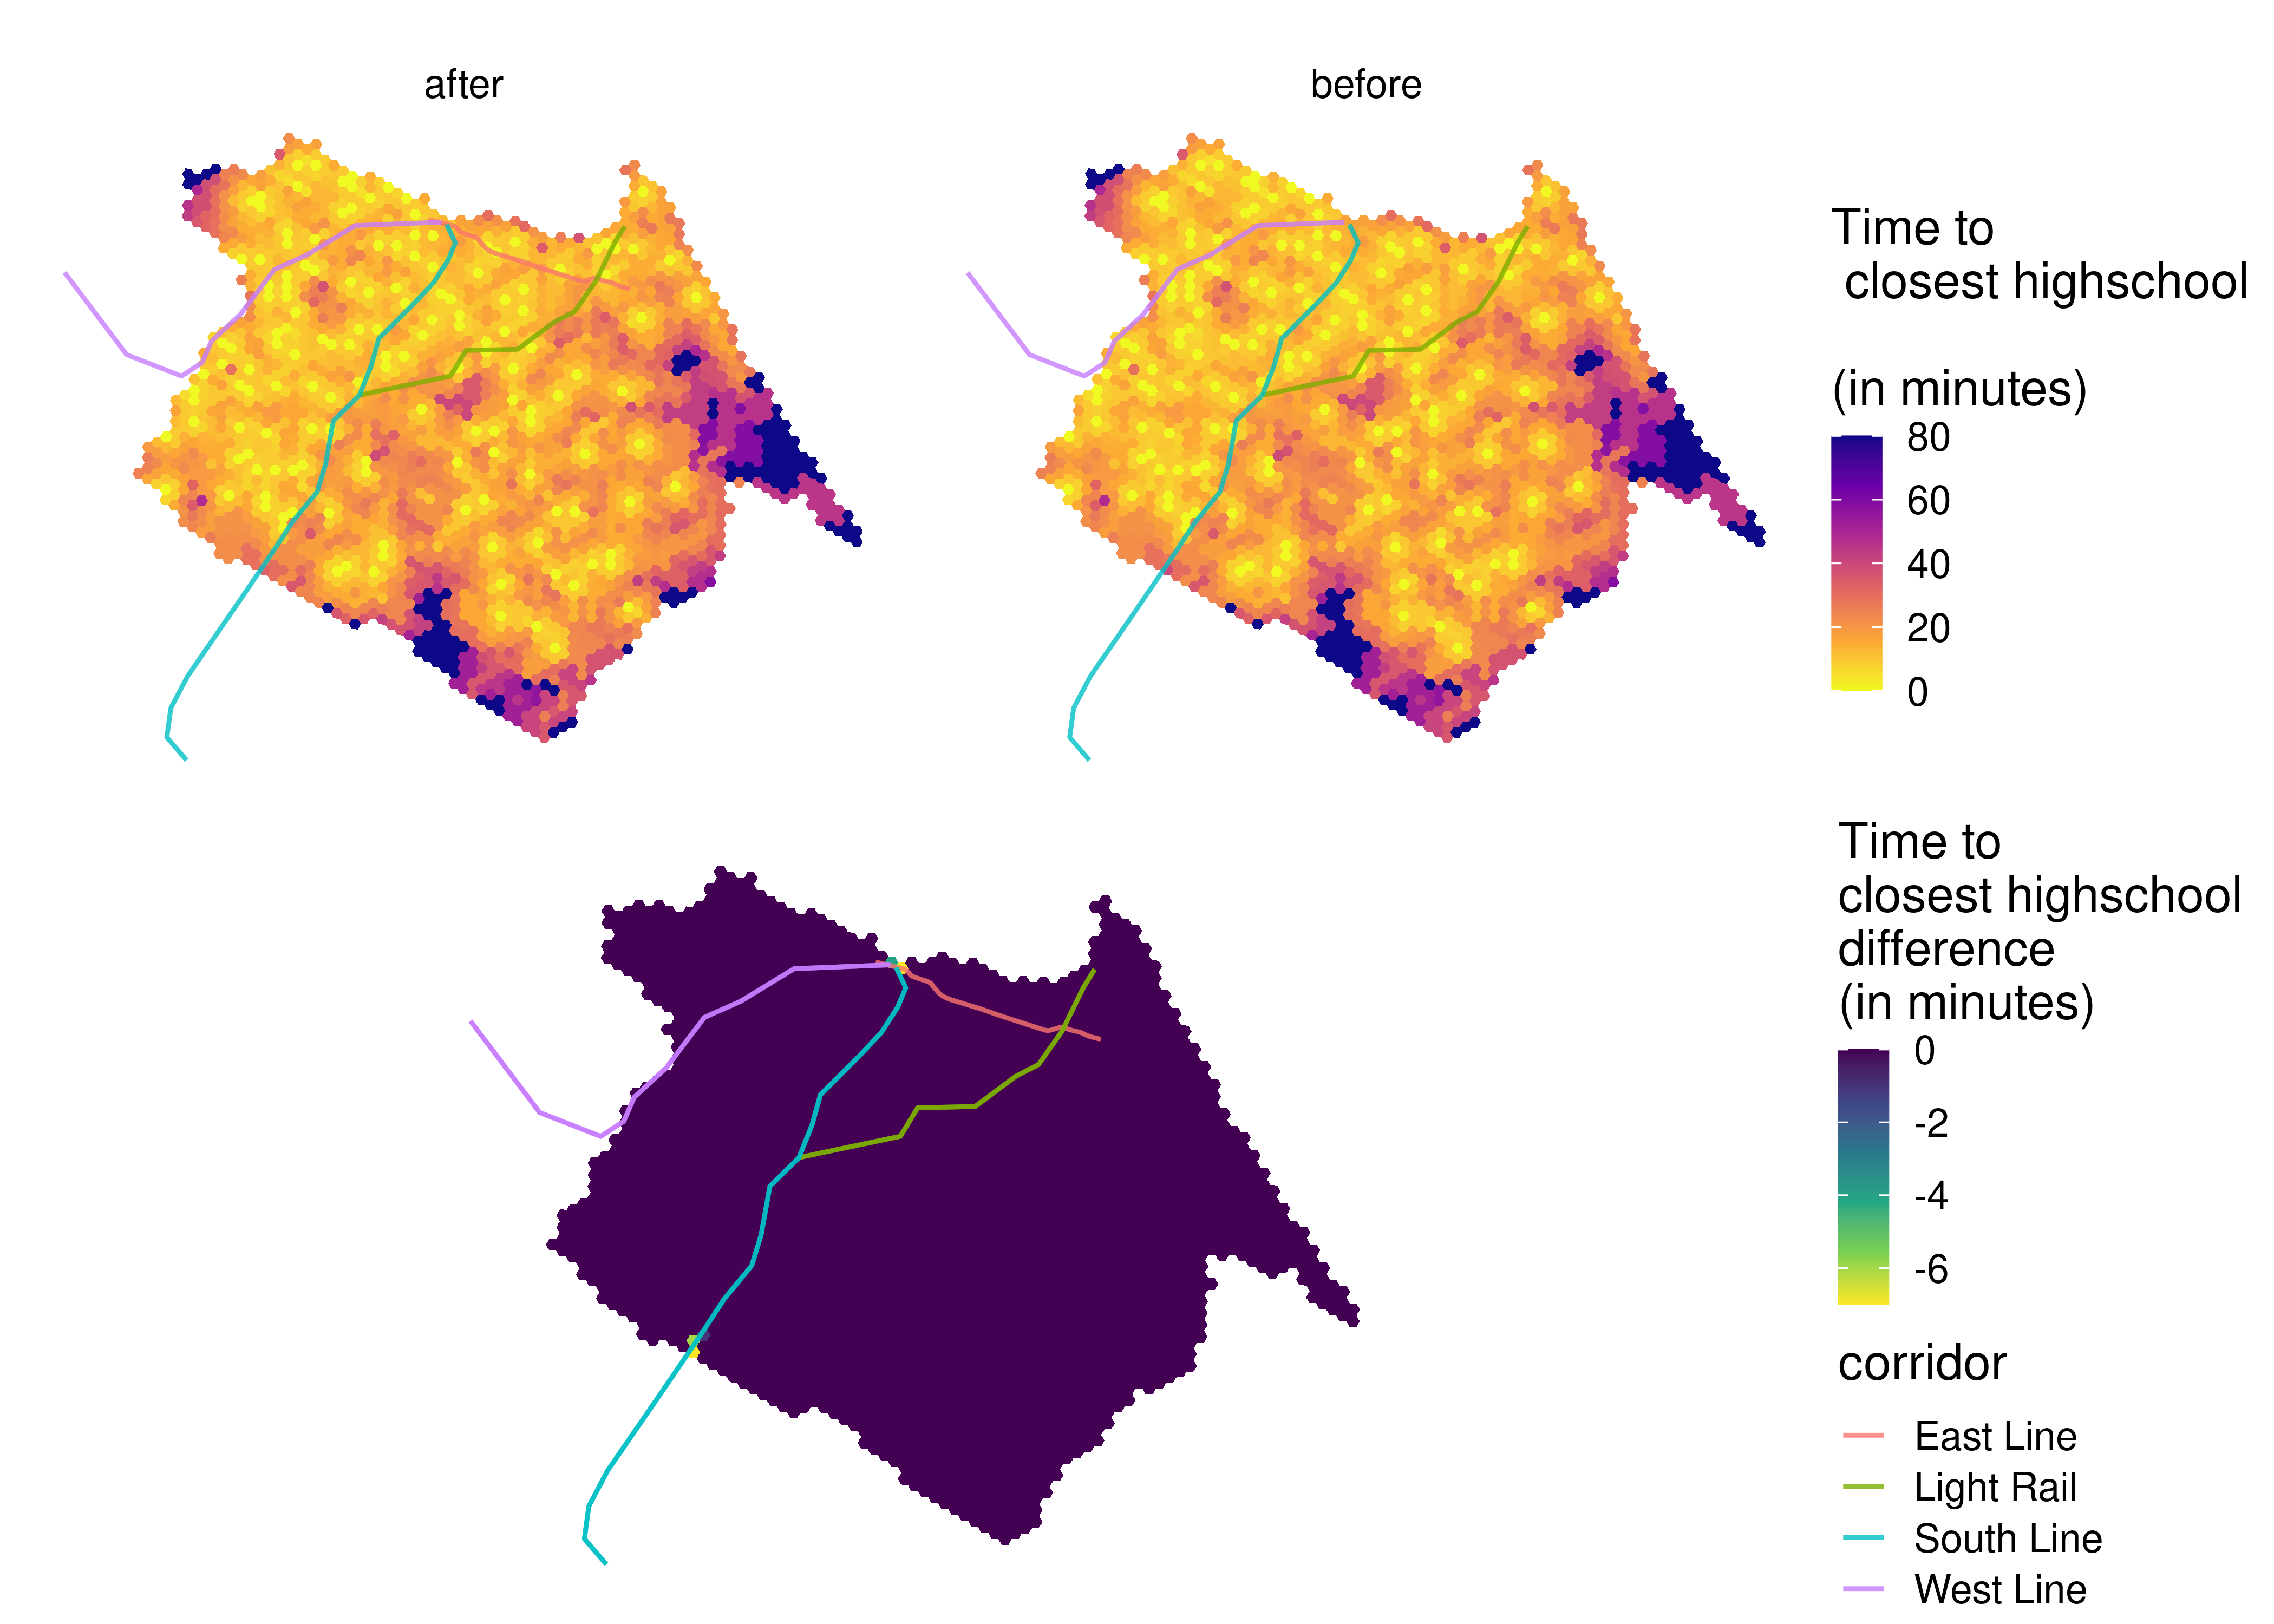 after
before
Time to
closest highschool
(in minutes)
80
60
40
20
0
Time to
closest highschool
difference
(in minutes)
0
-2
-4
-6
corridor
East Line
Light Rail
South Line
West Line